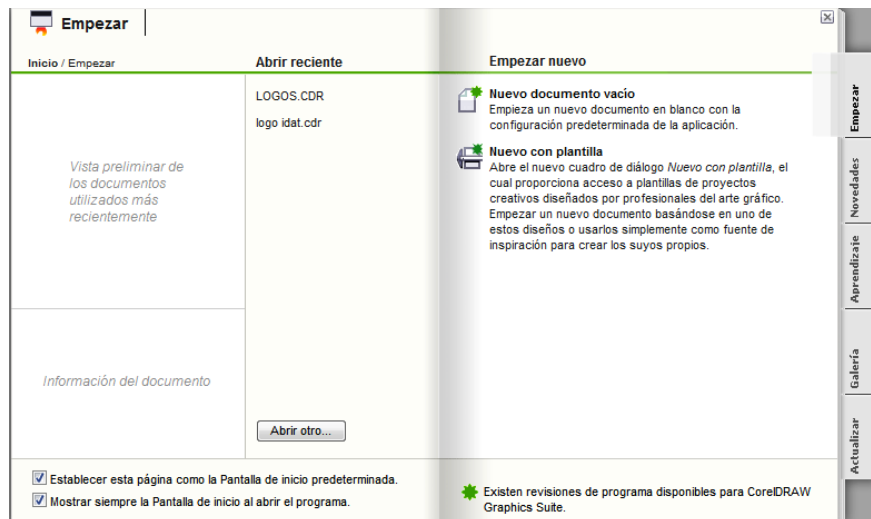 Empezar
Inicio / Empezar
Abrir reciente
LOGOS.CDR
logo idat.cdr
Vista preliminar de
los documentos
utilizados más
recientemente
Información del documento
Abrir otro...
Establecer esta página como la Pantalla de inicio predeterminada.
Mostrar siempre la Pantalla de inicio al abrir el programa.
Empezar nuevo
Nuevo documento vacío
Empieza un nuevo documento en blanco con la
configuración predeterminada de la aplicación.
Nuevo con plantilla
Abre el nuevo cuadro de diálogo Nuevo con plantilla, el
cual proporciona acceso a plantillas de proyectos
creativos diseñados por profesionales del arte gráfico.
Empezar un nuevo documento basándose en uno de
estos diseños o usarlos simplemente como fuente de
inspiración para crear los suyos propios.
Existen revisiones de programa disponibles para CorelDRAW
Graphics Suite.
Empezar
Novedades
Aprendizaje
Galería
Actualizar